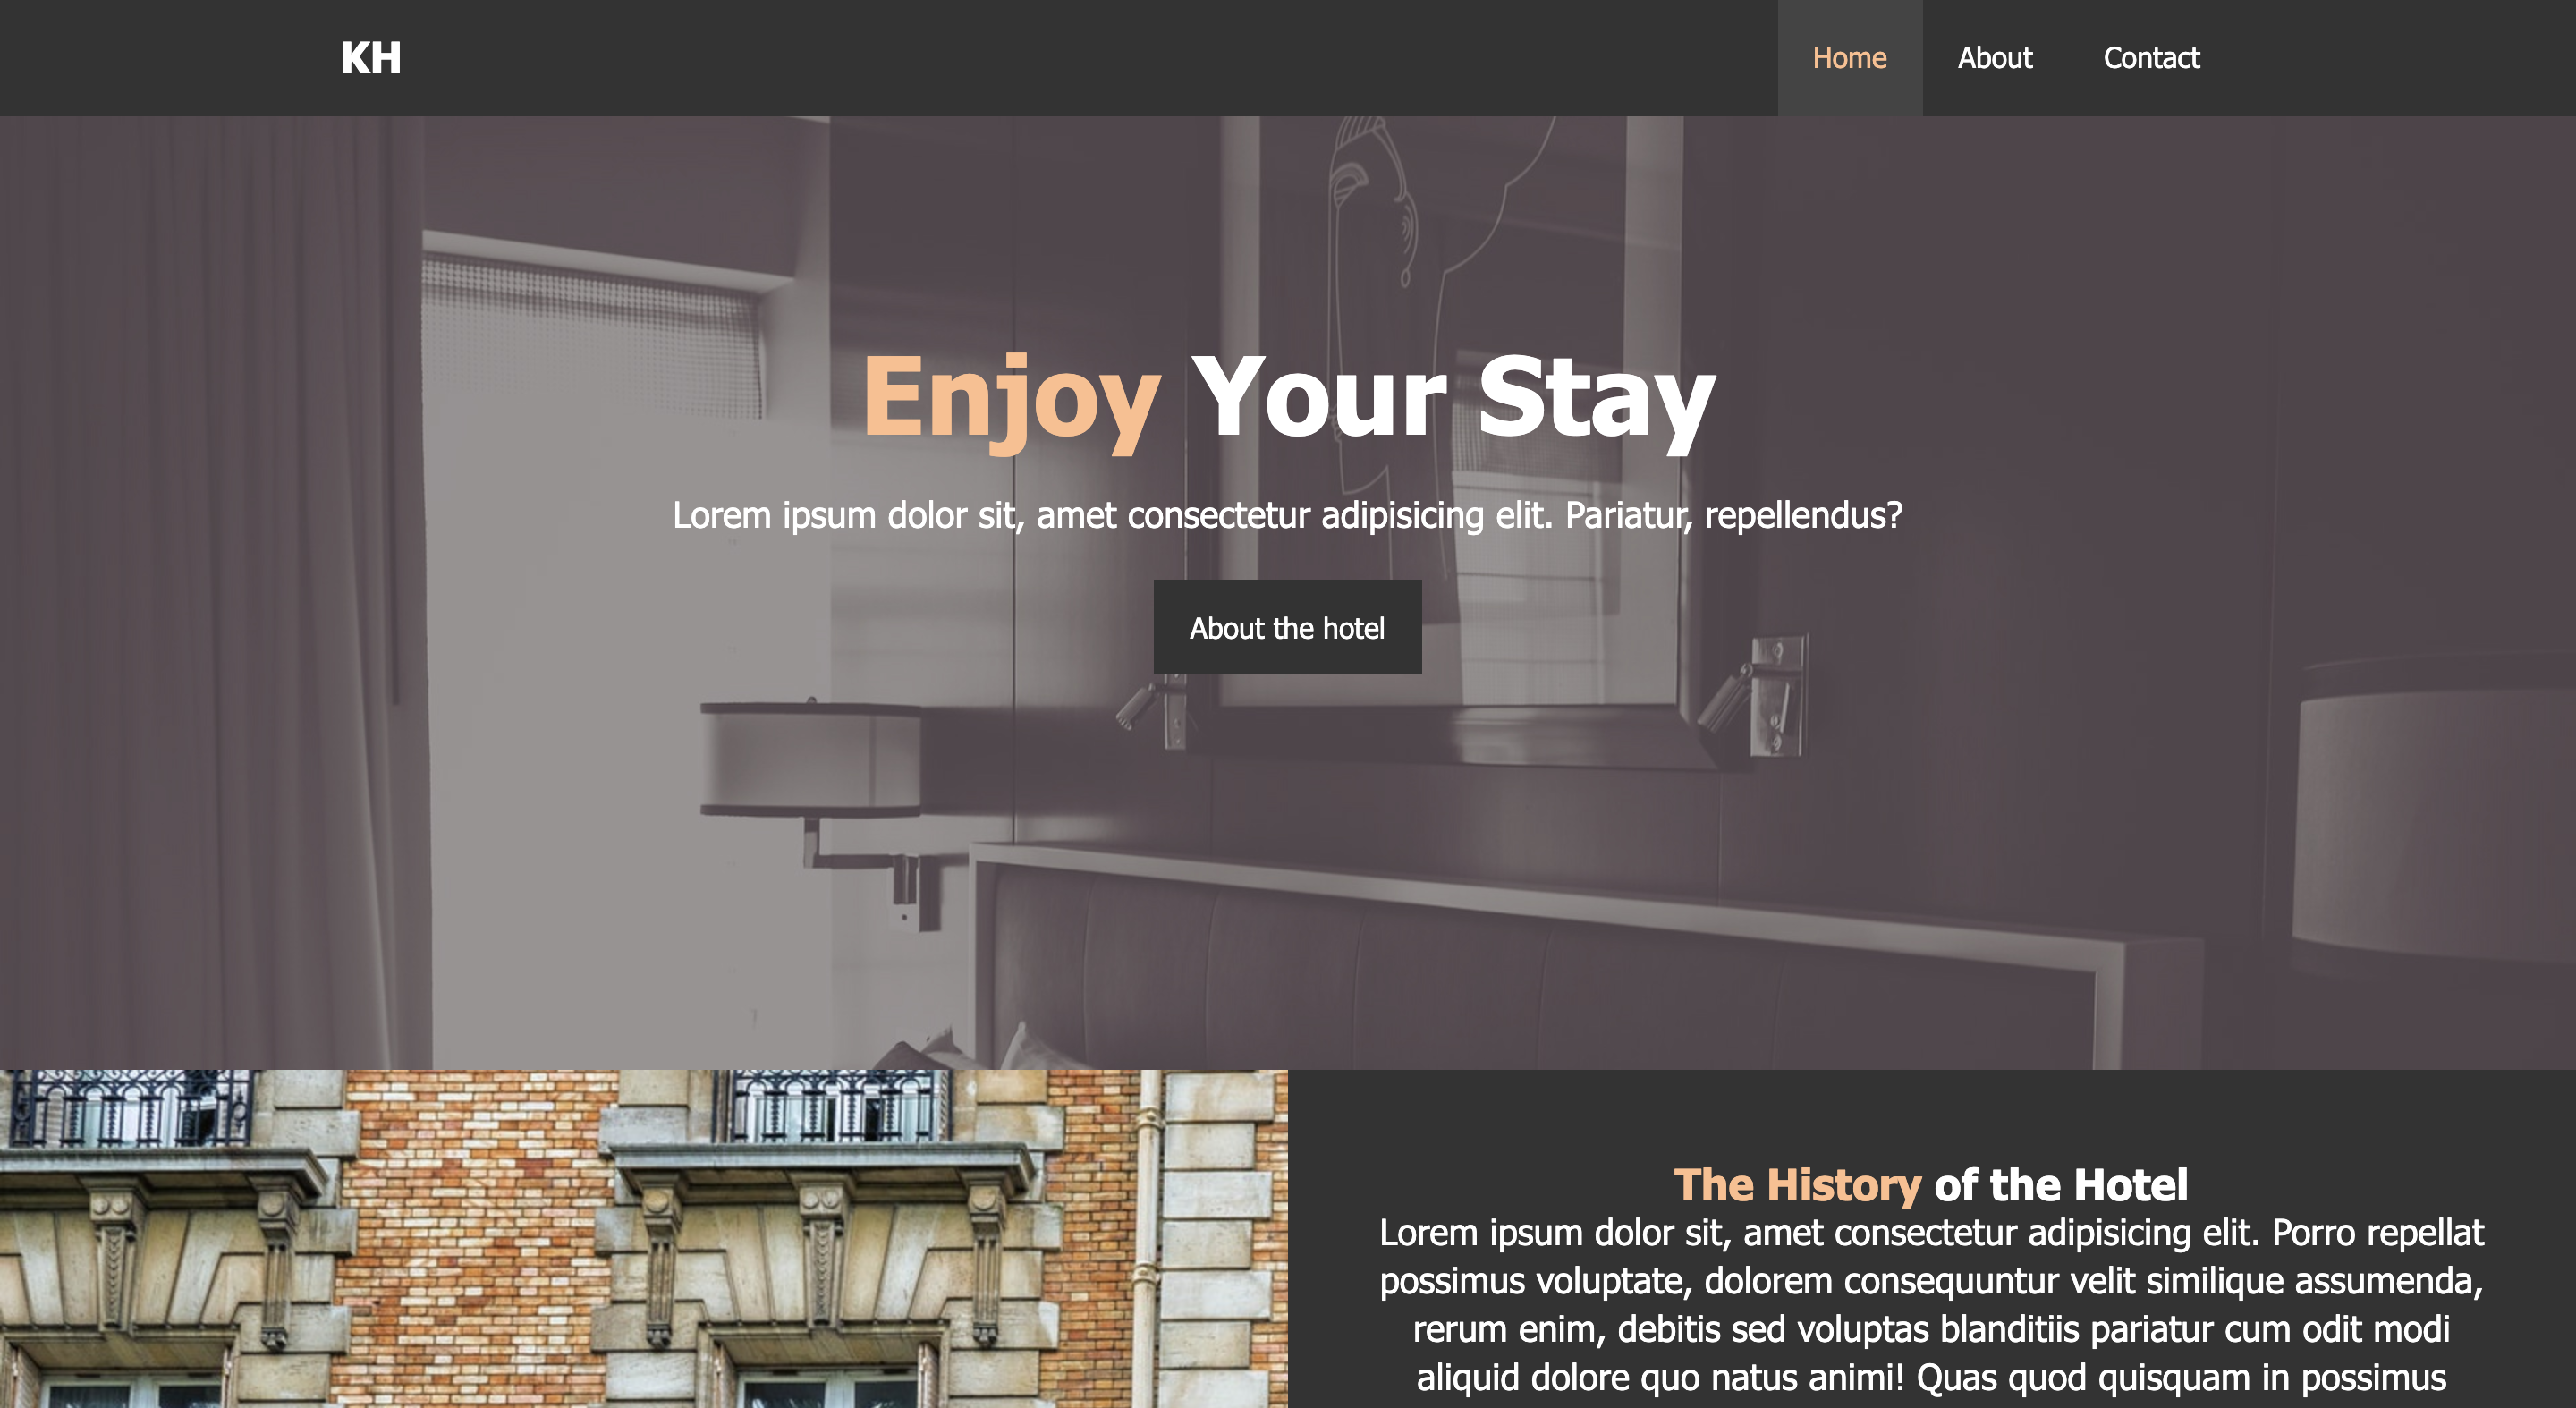 KH
Home About Contact
Enjoy Your Stay
Lorem ipsum dolor sit, amet consectetur adipisicing elit. Pariatur, repellendus?
About the hotel
The History of the Hotel
Lorem ipsum dolor sit, amet consectetur adipisicing elit. Porro repellat
possimus voluptate, dolorem consequuntur velit similique assumenda,
rerum enim, debitis sed voluptas blanditiis pariatur cum odit modi
aliquid dolore quo natus animi! Quas quod quisquam in possimus